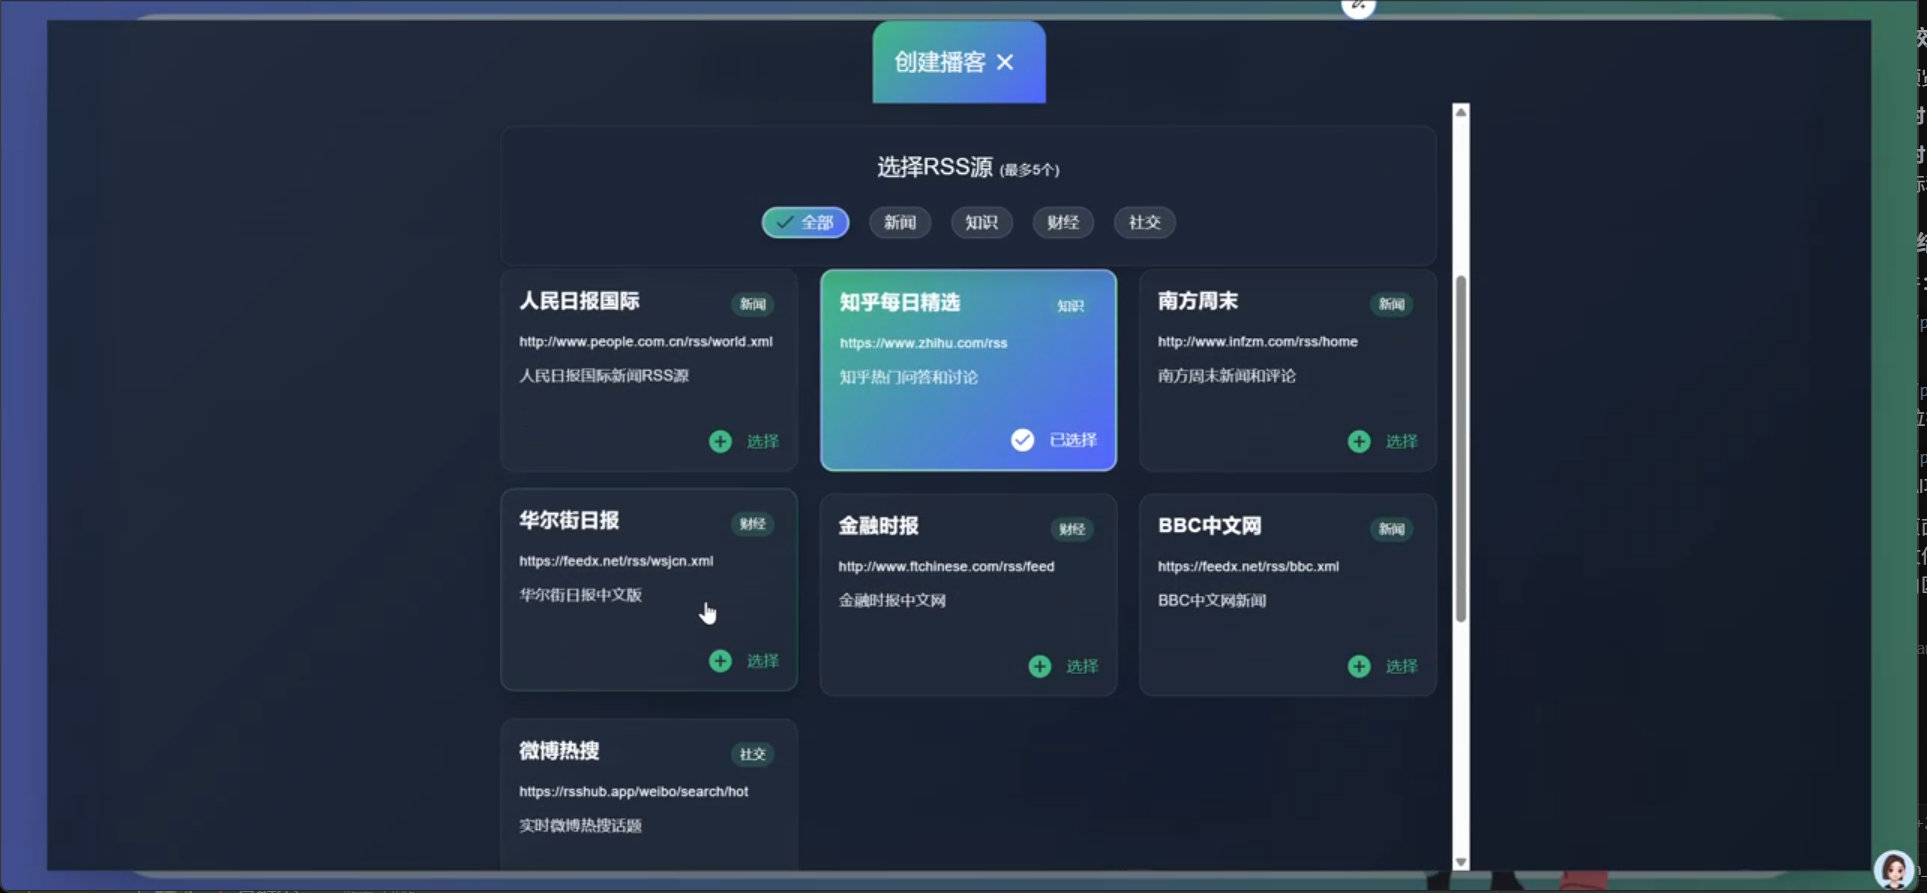 创建播客
选择RSS源 (最多5个)
全部 新闻 知识 财经 社交
人民日报国际 新闻
http://www.people.com.cn/rss/world.xml
人民日报国际新闻RSS源
选择
知乎每日精选 知识
https://www.zhihu.com/rss
知乎热门问答和讨论
已选择
南方周末 新闻
http://www.infzm.com/rss/home
南方周末新闻和评论
选择
华尔街日报 财经
https://feedx.net/rss/wsjcn.xml
华尔街日报中文版
选择
金融时报 财经
http://www.ftchinese.com/rss/feed
金融时报中文网
选择
BBC中文网 新闻
https://feedx.net/rss/bbc.xml
BBC中文网新闻
选择
微博热搜 社交
https://rsshub.app/weibo/search/hot
实时微博热搜话题